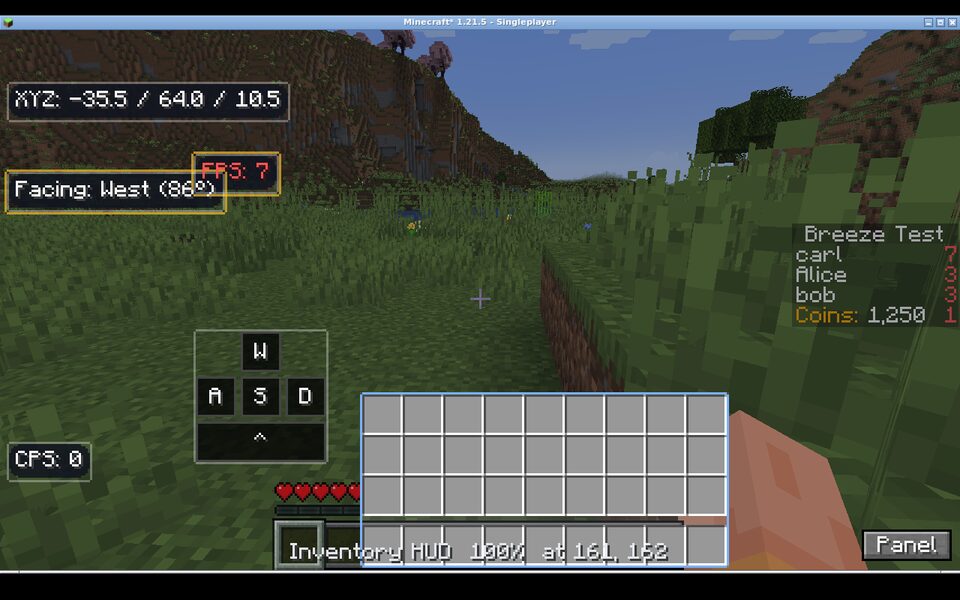 Minecraft* 1.21.5 - Singleplayer
XYZ: -35.5 / 64.0 / 10.5
FPS: 7
Facing: West (86°)
Breeze Test
carl 7
Alice 3
bob 3
Coins: 1,250 1
W
A S D
^
CPS: 0
Inventory HUD 100% at 161, 162
Panel